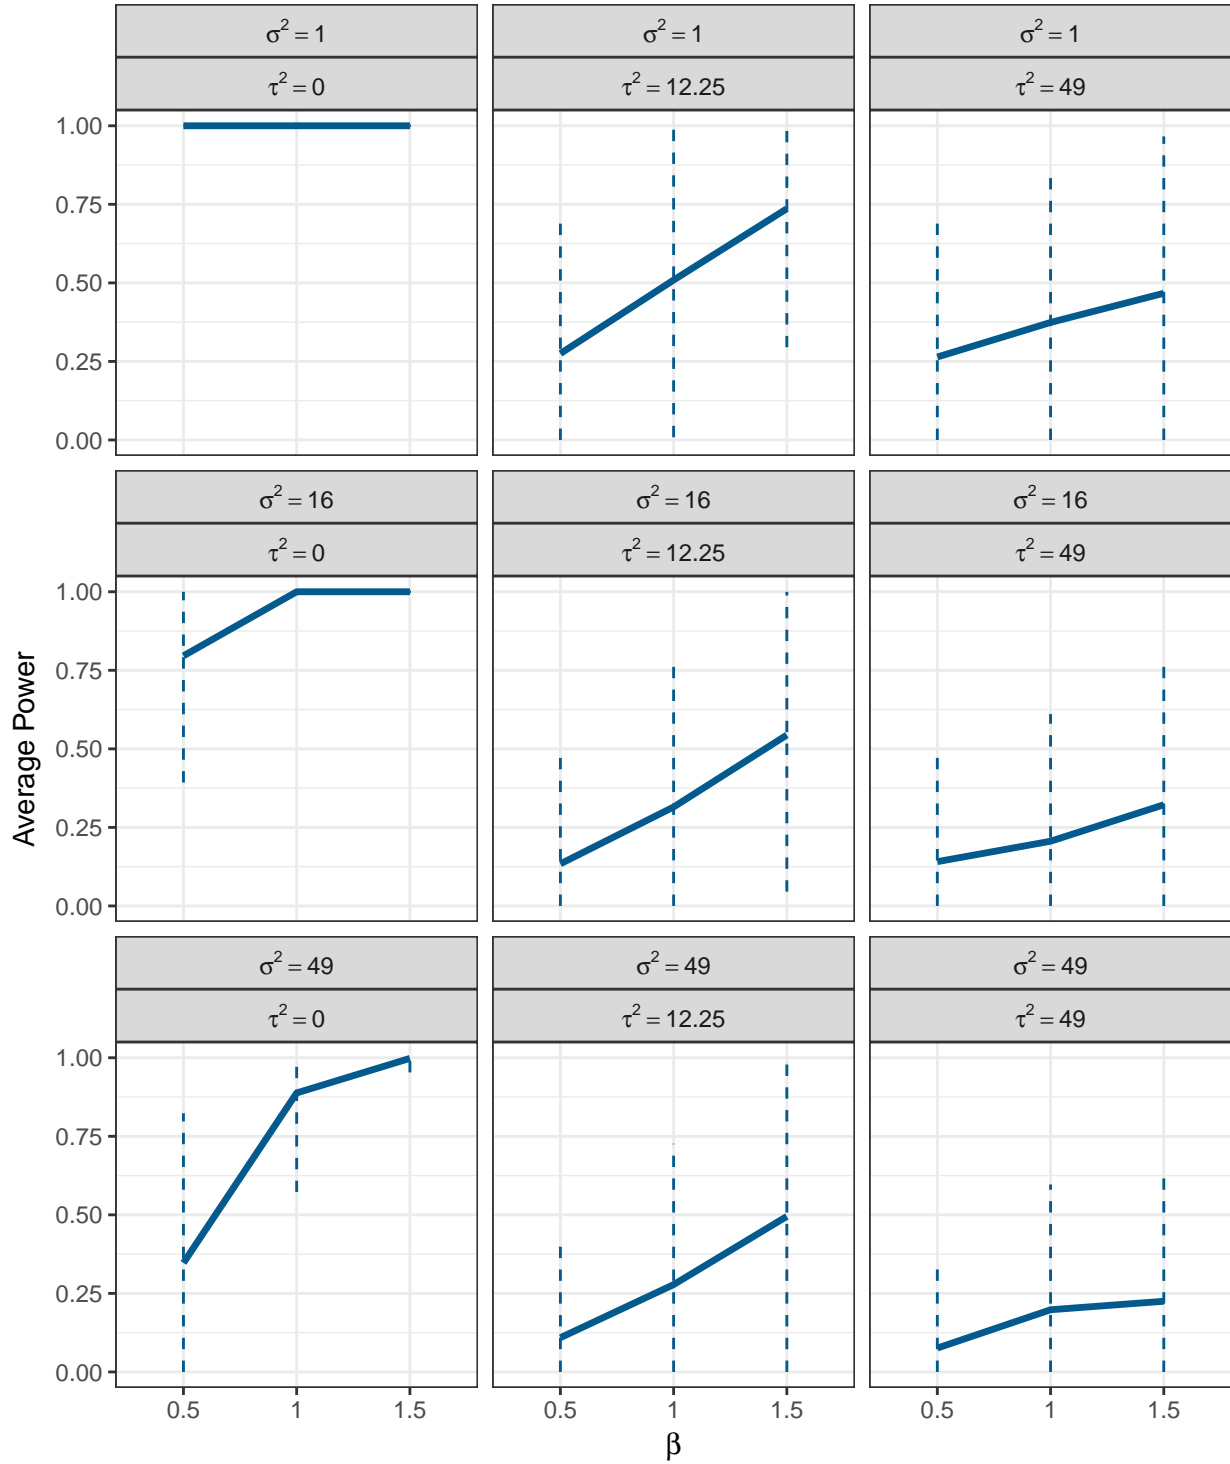 σ² = 1
σ² = 1
σ² = 1
τ² = 0
τ² = 12.25
τ² = 49
1.00
0.75
0.50
0.25
0.00
σ² = 16
σ² = 16
σ² = 16
τ² = 0
τ² = 12.25
τ² = 49
1.00
0.75
0.50
0.25
0.00
Average Power
σ² = 49
σ² = 49
σ² = 49
τ² = 0
τ² = 12.25
τ² = 49
1.00
0.75
0.50
0.25
0.00
0.5 1 1.5
0.5 1 1.5
0.5 1 1.5
β